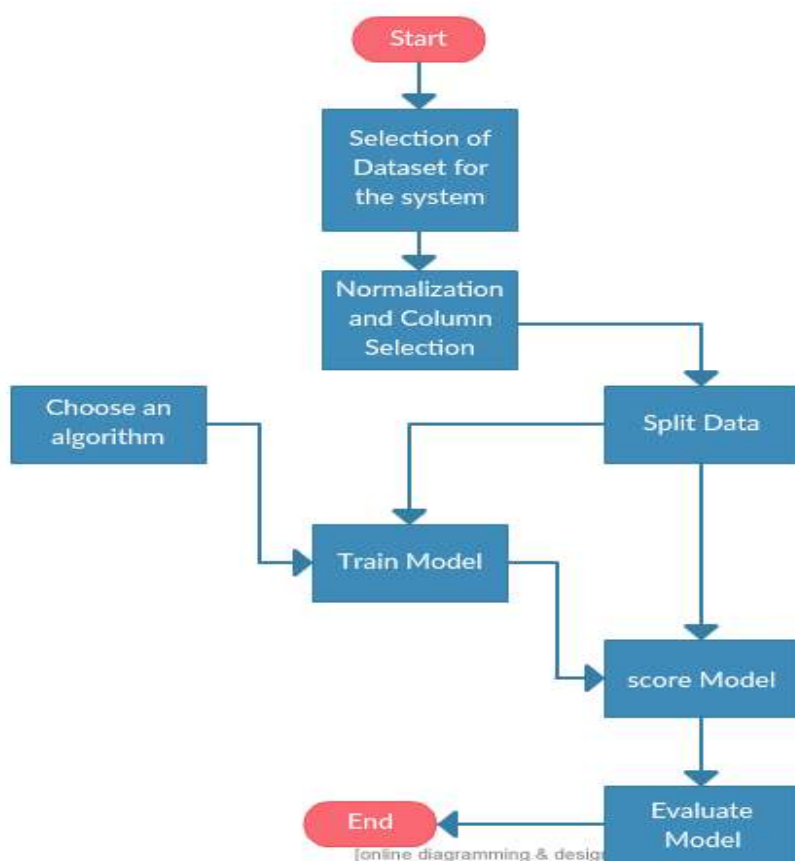 Start
Selection of
Dataset for
the system
Normalization
and Column
Selection
Choose an
algorithm
Split Data
Train Model
score Model
Evaluate
Model
End
[online diagramming & design